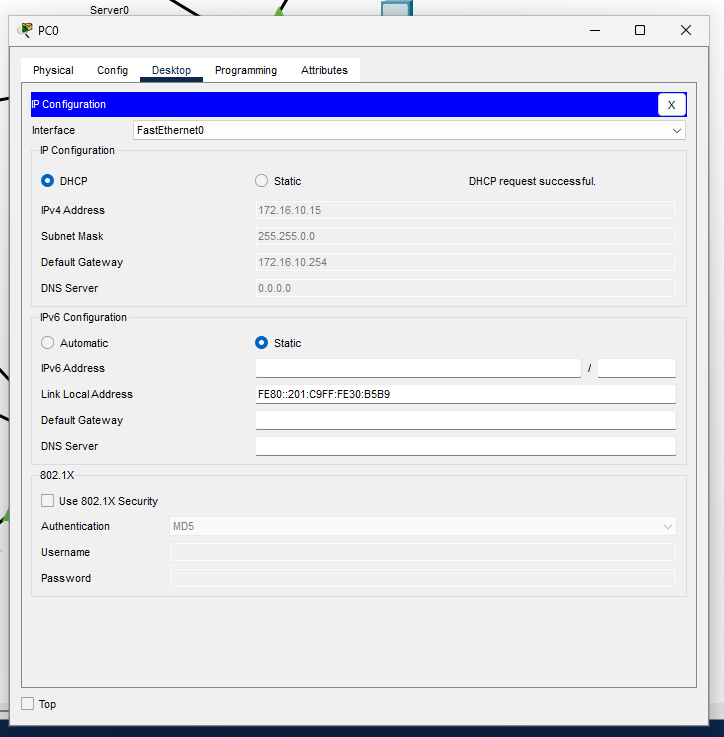 Server0
PC0
Physical Config Desktop Programming Attributes
IP Configuration X
Interface FastEthernet0
IP Configuration
DHCP Static DHCP request successful.
IPv4 Address 172.16.10.15
Subnet Mask 255.255.0.0
Default Gateway 172.16.10.254
DNS Server 0.0.0.0
IPv6 Configuration
Automatic Static
IPv6 Address /
Link Local Address FE80::201:C9FF:FE30:B5B9
Default Gateway
DNS Server
802.1X
Use 802.1X Security
Authentication MD5
Username
Password
Top